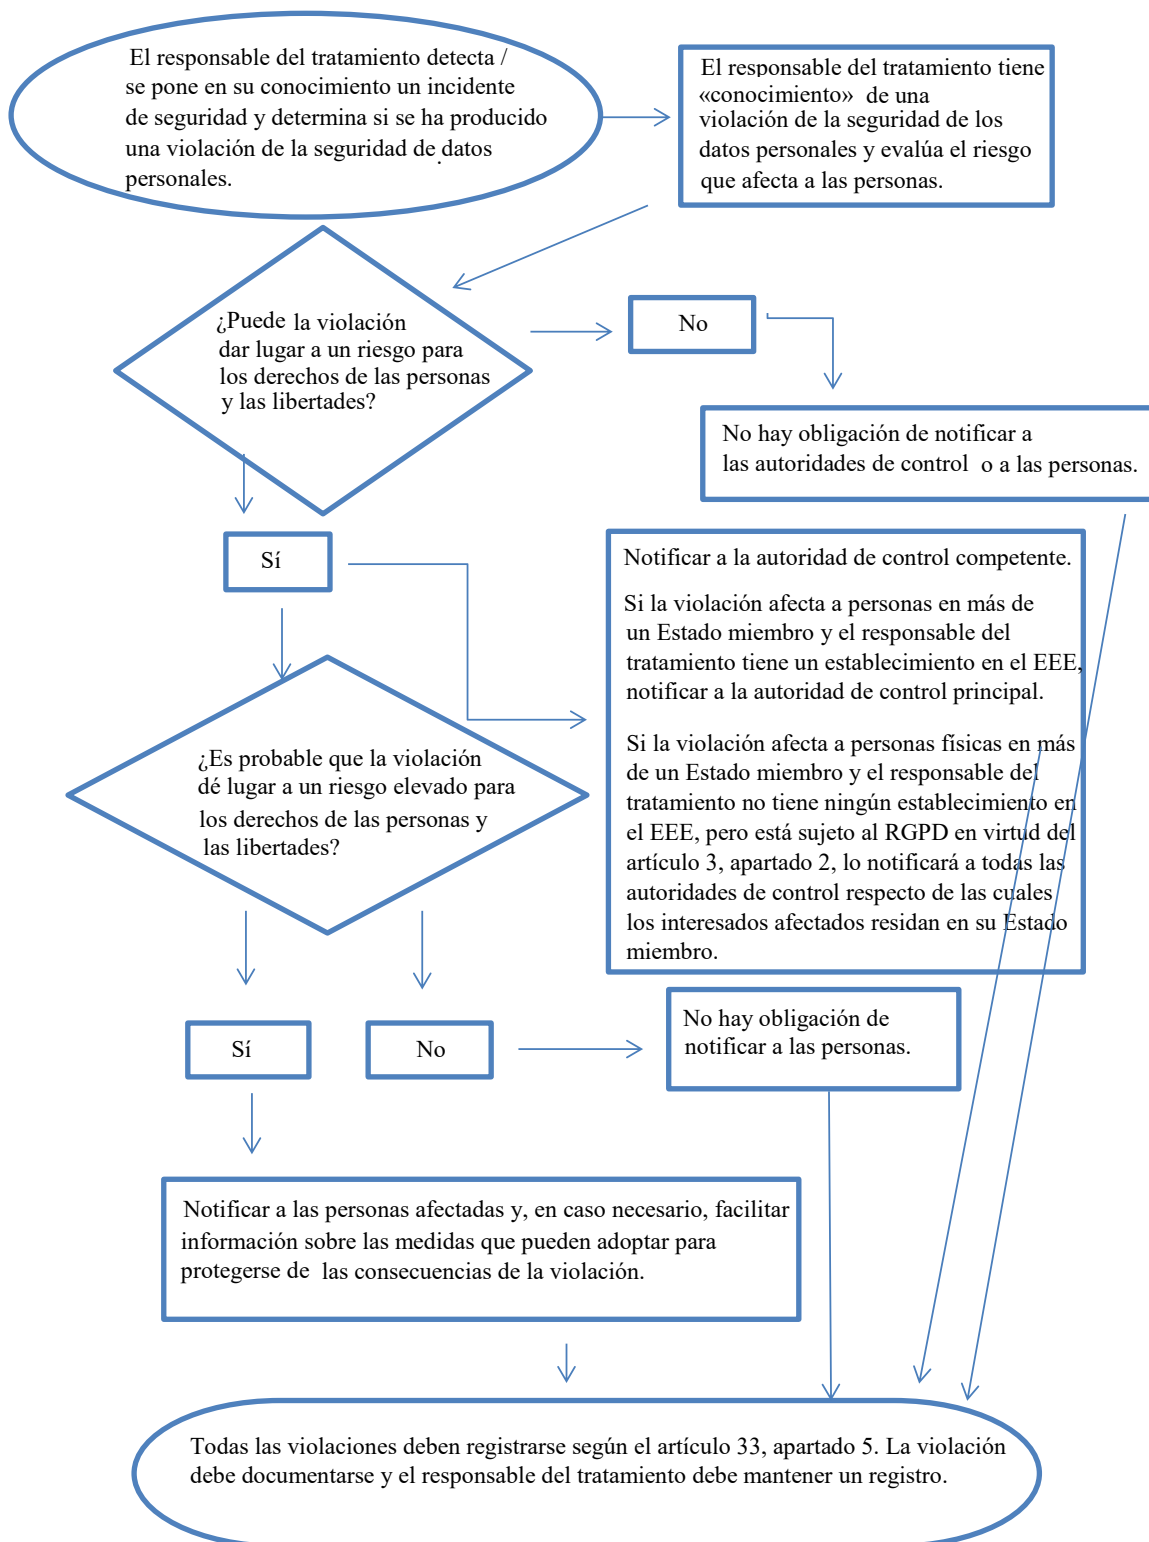 El responsable del tratamiento detecta /
se pone en su conocimiento un incidente
de seguridad y determina si se ha producido
una violación de la seguridad de datos
personales.
El responsable del tratamiento tiene
«conocimiento» de una
violación de la seguridad de los
datos personales y evalúa el riesgo
que afecta a las personas.
¿Puede la violación
dar lugar a un riesgo para
los derechos de las personas
y las libertades?
No
No hay obligación de notificar a
las autoridades de control o a las personas.
Sí
Notificar a la autoridad de control competente.
Si la violación afecta a personas en más de
un Estado miembro y el responsable del
tratamiento tiene un establecimiento en el EEE,
notificar a la autoridad de control principal.
Si la violación afecta a personas físicas en más
de un Estado miembro y el responsable del
tratamiento no tiene ningún establecimiento en
el EEE, pero está sujeto al RGPD en virtud del
artículo 3, apartado 2, lo notificará a todas las
autoridades de control respecto de las cuales
los interesados afectados residan en su Estado
miembro.
¿Es probable que la violación
dé lugar a un riesgo elevado para
los derechos de las personas y
las libertades?
Sí
No
No hay obligación de
notificar a las personas.
Notificar a las personas afectadas y, en caso necesario, facilitar
información sobre las medidas que pueden adoptar para
protegerse de las consecuencias de la violación.
Todas las violaciones deben registrarse según el artículo 33, apartado 5. La violación
debe documentarse y el responsable del tratamiento debe mantener un registro.